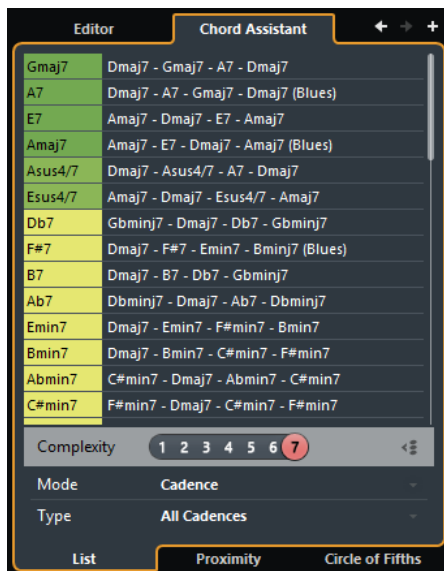 Editor Chord Assistant
Gmaj7 Dmaj7 - Gmaj7 - A7 - Dmaj7
A7 Dmaj7 - A7 - Gmaj7 - Dmaj7 (Blues)
E7 Amaj7 - Dmaj7 - E7 - Amaj7
Amaj7 Amaj7 - E7 - Dmaj7 - Amaj7 (Blues)
Asus4/7 Dmaj7 - Asus4/7 - A7 - Dmaj7
Esus4/7 Amaj7 - Dmaj7 - Esus4/7 - Amaj7
Db7 Gbminj7 - Dmaj7 - Db7 - Gbminj7
F#7 Dmaj7 - F#7 - Emin7 - Bminj7 (Blues)
B7 Dmaj7 - B7 - Db7 - Gbminj7
Ab7 Dbminj7 - Dmaj7 - Ab7 - Dbminj7
Emin7 Dmaj7 - Emin7 - F#min7 - Bmin7
Bmin7 Dmaj7 - Bmin7 - C#min7 - F#min7
Abmin7 C#min7 - Dmaj7 - Abmin7 - C#min7
C#min7 F#min7 - Dmaj7 - C#min7 - F#min7
Complexity 1 2 3 4 5 6 7
Mode Cadence
Type All Cadences
List Proximity Circle of Fifths